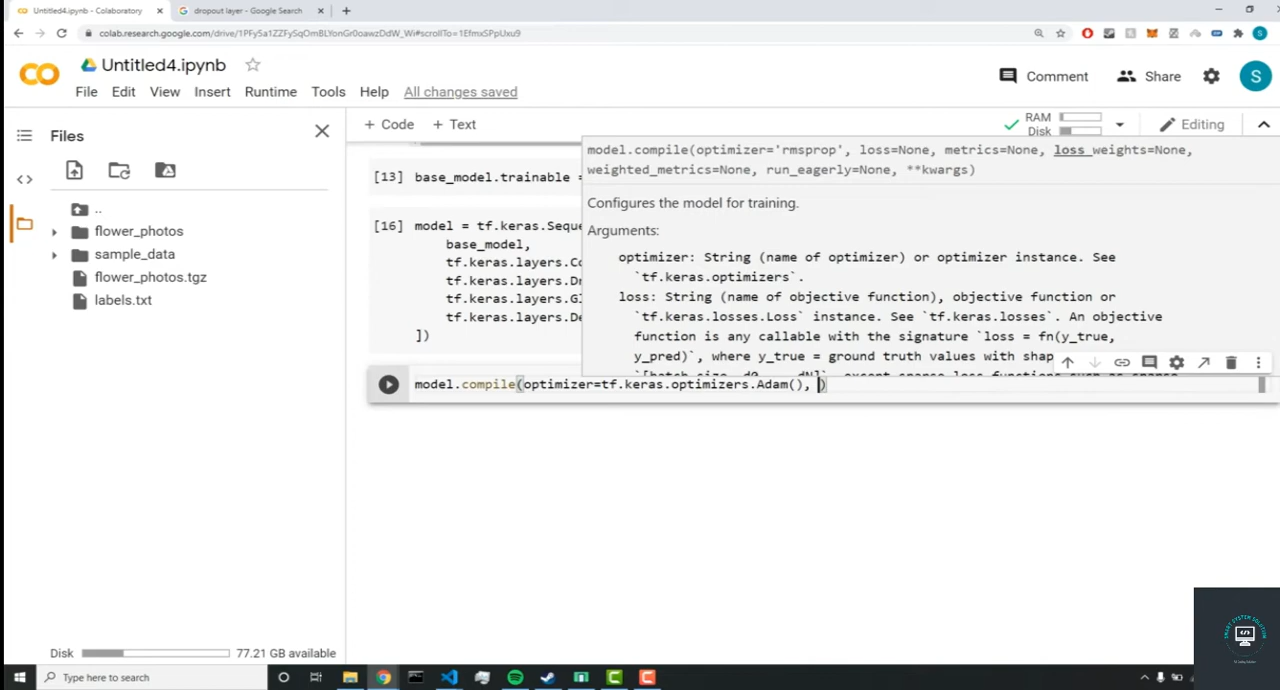 Untitled4.ipynb - Colaboratory
dropout layer - Google Search
colab.research.google.com/drive/1PFy5a1ZZFySqOmBLYonGr0oawzDdW_Wi#scrollTo=1EfmxSPpUxu9
Untitled4.ipynb
Comment
Share
S
File Edit View Insert Runtime Tools Help All changes saved
Files
+ Code + Text
RAM
Disk
Editing
model.compile(optimizer='rmsprop', loss=None, metrics=None, loss_weights=None,
weighted_metrics=None, run_eagerly=None, **kwargs)
[13] base_model.trainable =
Configures the model for training.
Arguments:
..
flower_photos
sample_data
flower_photos.tgz
labels.txt
[16] model = tf.keras.Seque
base_model,
tf.keras.layers.Co
tf.keras.layers.Dr
tf.keras.layers.Gl
tf.keras.layers.De
])
optimizer: String (name of optimizer) or optimizer instance. See
`tf.keras.optimizers`.
loss: String (name of objective function), objective function or
`tf.keras.losses.Loss` instance. See `tf.keras.losses`. An objective
function is any callable with the signature `loss = fn(y_true,
y_pred)`, where y_true = ground truth values with shap
model.compile(optimizer=tf.keras.optimizers.Adam(), )
Disk 77.21 GB available
SMART SYSTEM SOLUTION
Type here to search